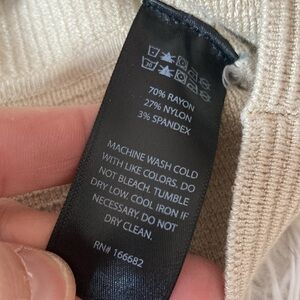 70% RAYON
27% NYLON
3% SPANDEX
MACHINE WASH COLD
WITH LIKE COLORS. DO
NOT BLEACH. TUMBLE
DRY LOW. COOL IRON IF
NECESSARY. DO NOT
DRY CLEAN.
RN# 166682